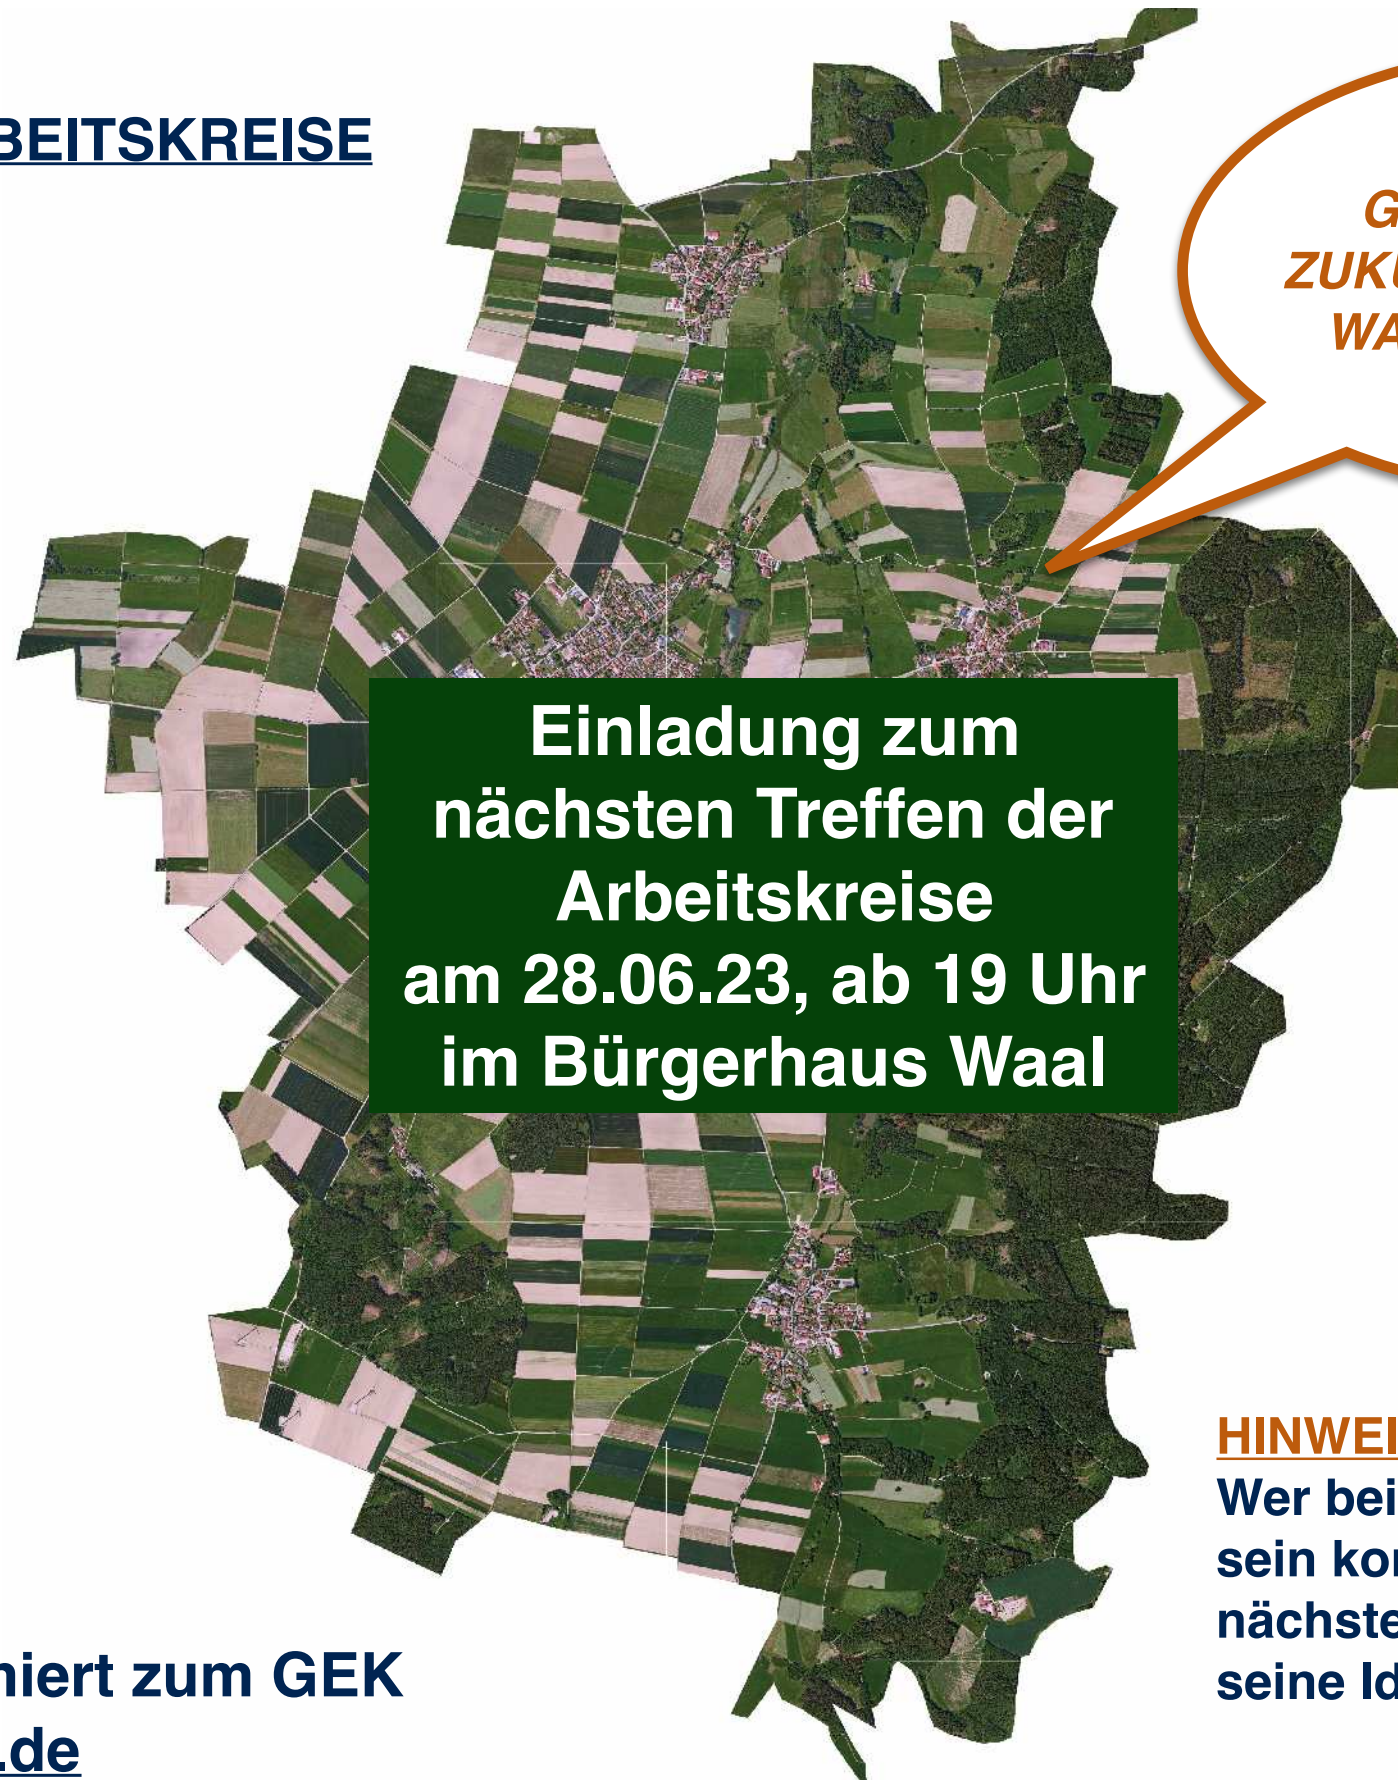 BEITSKREISE
G
ZUKU
WA
Einladung zum
nächsten Treffen der
Arbeitskreise
am 28.06.23, ab 19 Uhr
im Bürgerhaus Waal
HINWEI
Wer bei
sein kon
nächste
seine Id
niert zum GEK
.de